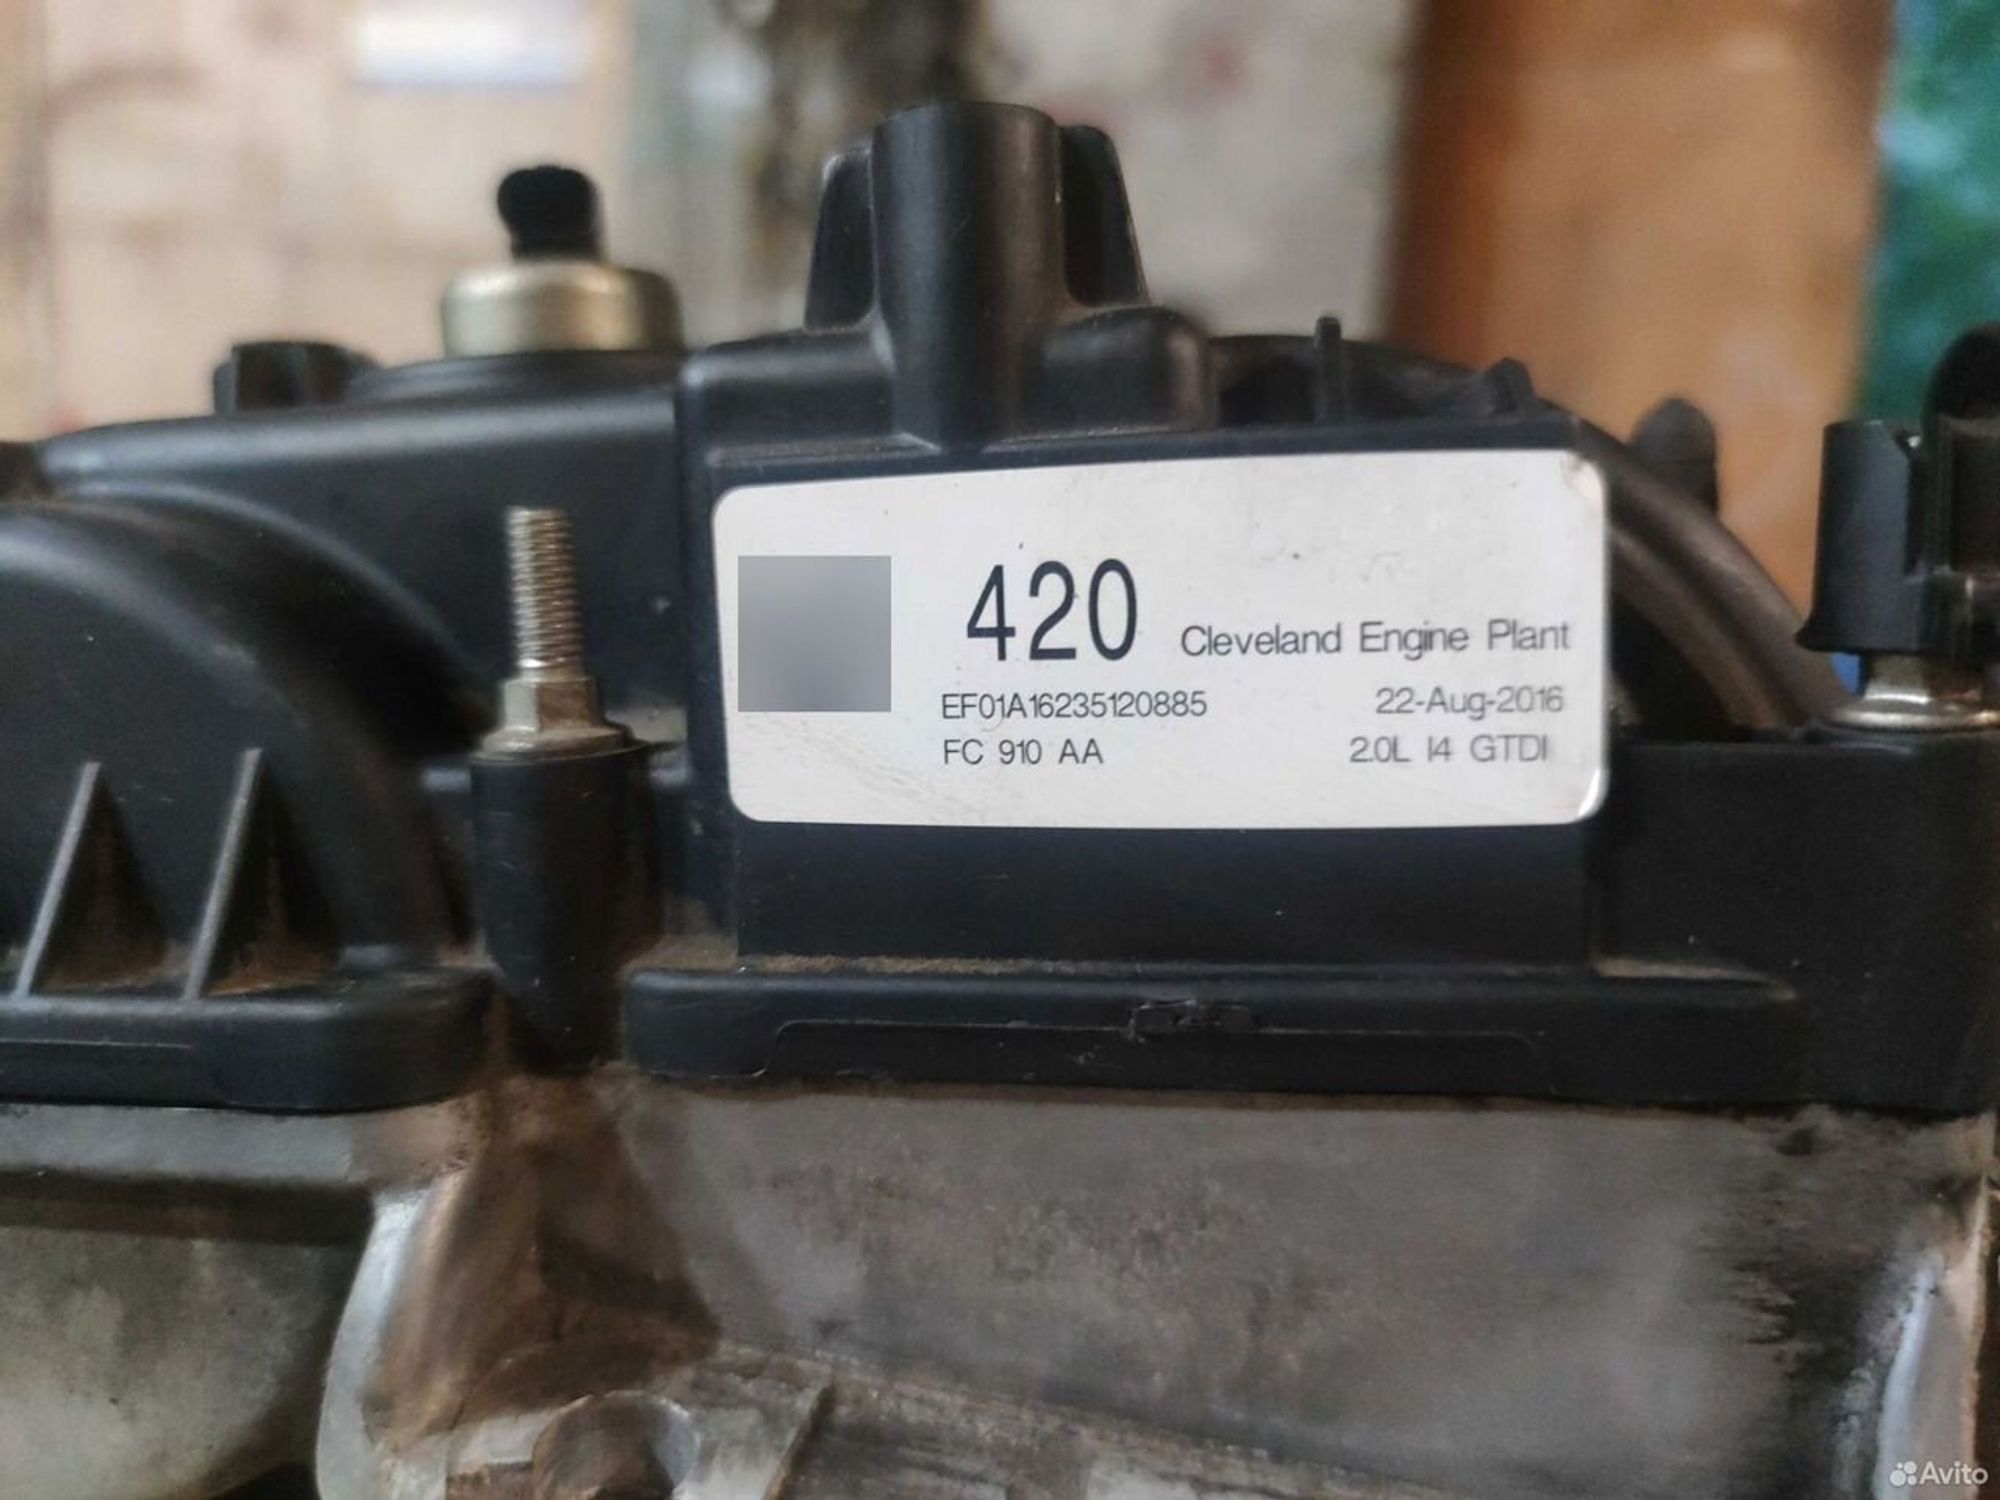 420 Cleveland Engine Plant
EF01A16235120885 22-Aug-2016
FC 910 AA 2.0L I4 GTDI
Avito